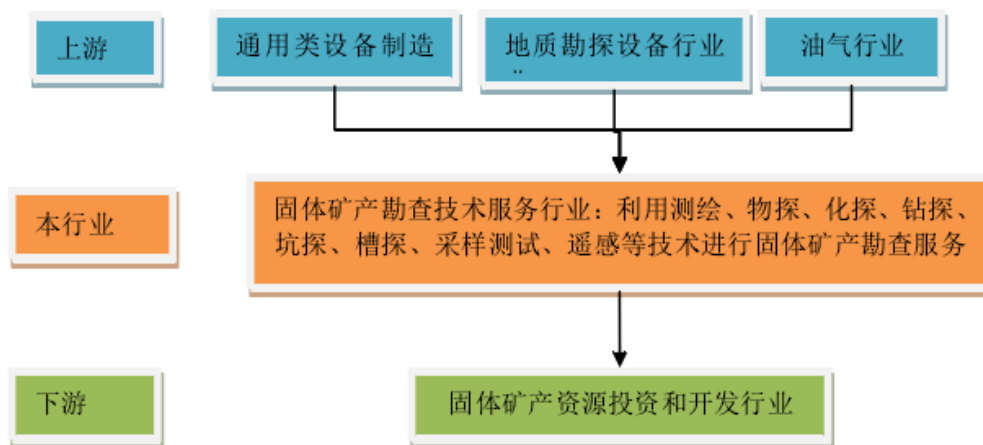 上游
通用类设备制造
地质勘探设备行业
..
油气行业
本行业
固体矿产勘查技术服务行业：利用测绘、物探、化探、钻探、
坑探、槽探、采样测试、遥感等技术进行固体矿产勘查服务
下游
固体矿产资源投资和开发行业